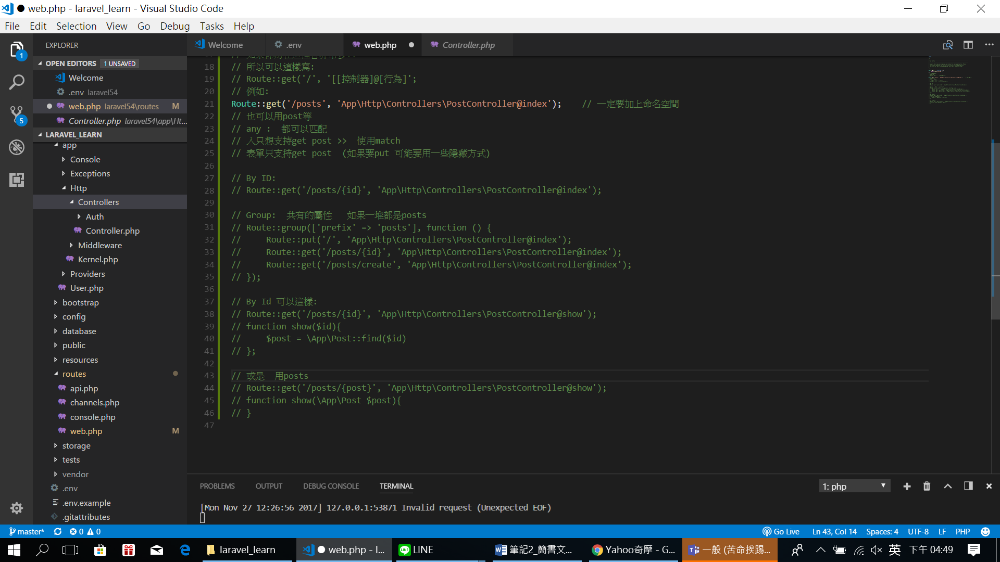 web.php - laravel_learn - Visual Studio Code
File Edit Selection View Go Debug Tasks Help
1
5
EXPLORER
OPEN EDITORS 1 UNSAVED
Welcome
.env laravel54
web.php laravel54\routes M
Controller.php laravel54\app\Ht...
LARAVEL_LEARN
app
Console
Exceptions
Http
Controllers
Auth
Controller.php
Middleware
Kernel.php
Providers
User.php
bootstrap
config
database
public
resources
routes
api.php
channels.php
console.php
web.php M
storage
tests
vendor
.env
.env.example
.gitattributes
Welcome .env web.php Controller.php
18 // 所以可以這樣寫:
19 // Route::get('/', '[[控制器]@[行為]';
20 // 例如:
21 Route::get('/posts', 'App\Http\Controllers\PostController@index'); // 一定要加上命名空間
22 // 也可以用post等
23 // any : 都可以匹配
24 // 入只想支持get post >> 使用match
25 // 表單只支持get post (如果要put 可能要用一些隱藏方式)
26
27 // By ID:
28 // Route::get('/posts/{id}', 'App\Http\Controllers\PostController@index');
29
30 // Group: 共有的屬性 如果一堆都是posts
31 // Route::group(['prefix' => 'posts'], function () {
32 // Route::put('/', 'App\Http\Controllers\PostController@index');
33 // Route::get('/posts/{id}', 'App\Http\Controllers\PostController@index');
34 // Route::get('/posts/create', 'App\Http\Controllers\PostController@index');
35 // });
36
37 // By Id 可以這樣:
38 // Route::get('/posts/{id}', 'App\Http\Controllers\PostController@show');
39 // function show($id){
40 // $post = \App\Post::find($id)
41 // };
42
43 // 或是 用posts
44 // Route::get('/posts/{post}', 'App\Http\Controllers\PostController@show');
45 // function show(\App\Post $post){
46 // }
47
PROBLEMS OUTPUT DEBUG CONSOLE TERMINAL 1: php
[Mon Nov 27 12:26:56 2017] 127.0.0.1:53871 Invalid request (Unexpected EOF)
master* 0 0 Go Live Ln 43, Col 14 Spaces: 4 UTF-8 LF PHP
laravel_learn web.php - l... LINE 筆記2_簡書文... Yahoo奇摩 - G... 一般 (苦命挨踢... 英 下午 04:49